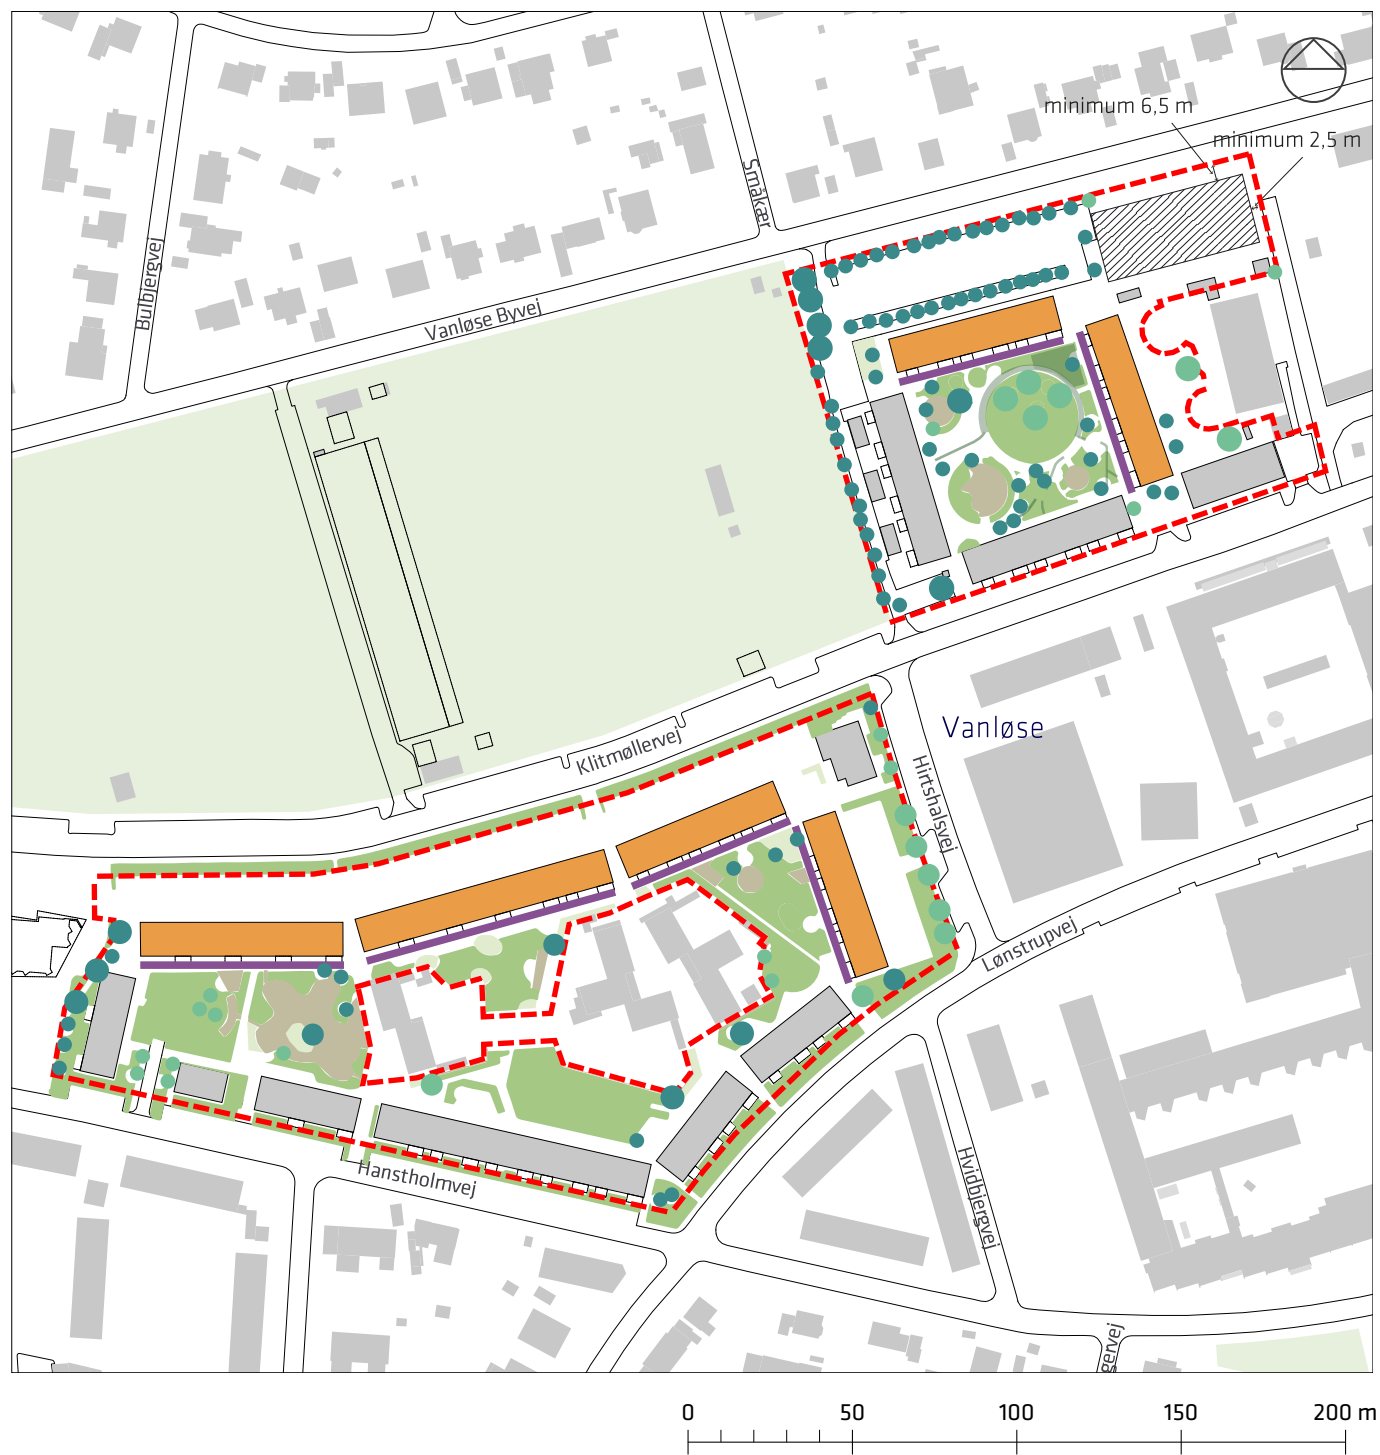 minimum 6,5 m
minimum 2,5 m
Småkær
Bulbjergvej
Vanløse Byvej
Vanløse
Klitmøllervej
Hirtshalsvej
Lønstrupvej
Hanstholmvej
Hvidbjergvej
gervej
0 50 100 150 200 m